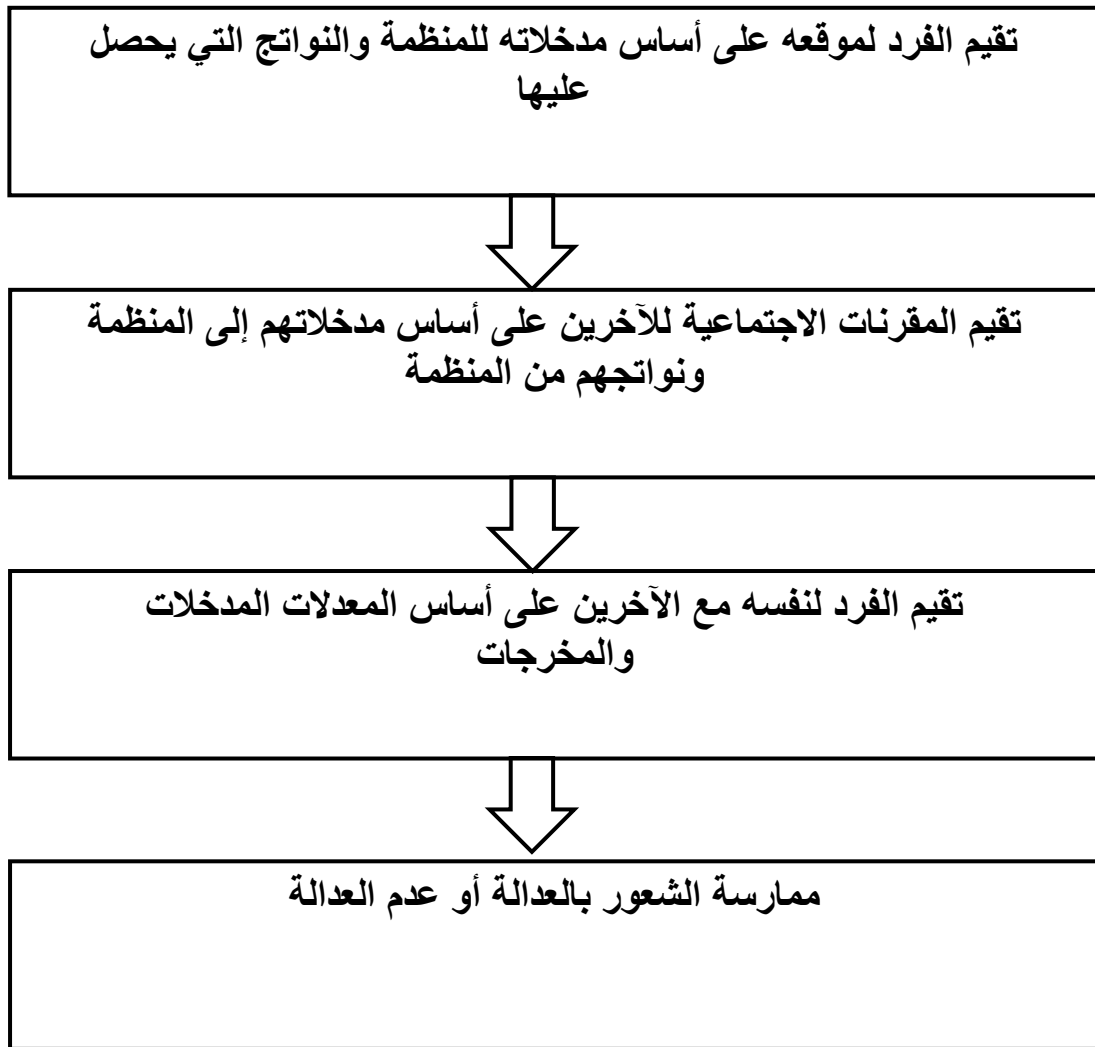 تقيم الفرد لموقعه على أساس مدخلاته للمنظمة والنواتج التي يحصل
عليها
تقيم المقرنات الاجتماعية للآخرين على أساس مدخلاتهم إلى المنظمة
ونواتجهم من المنظمة
تقيم الفرد لنفسه مع الآخرين على أساس المعدلات المدخلات
والمخرجات
ممارسة الشعور بالعدالة أو عدم العدالة